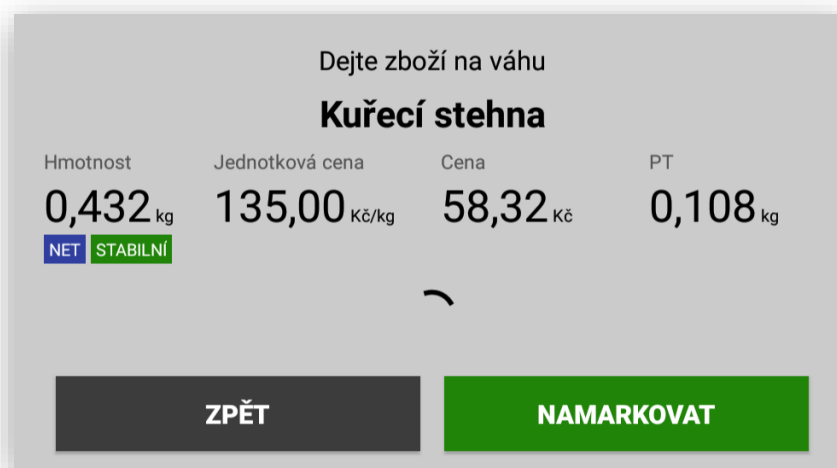 Dejte zboží na váhu
Kuřecí stehna
Hmotnost Jednotková cena Cena PT
0,432 kg 135,00 Kč/kg 58,32 Kč 0,108 kg
NET STABILNÍ
ZPĚT NAMARKOVAT